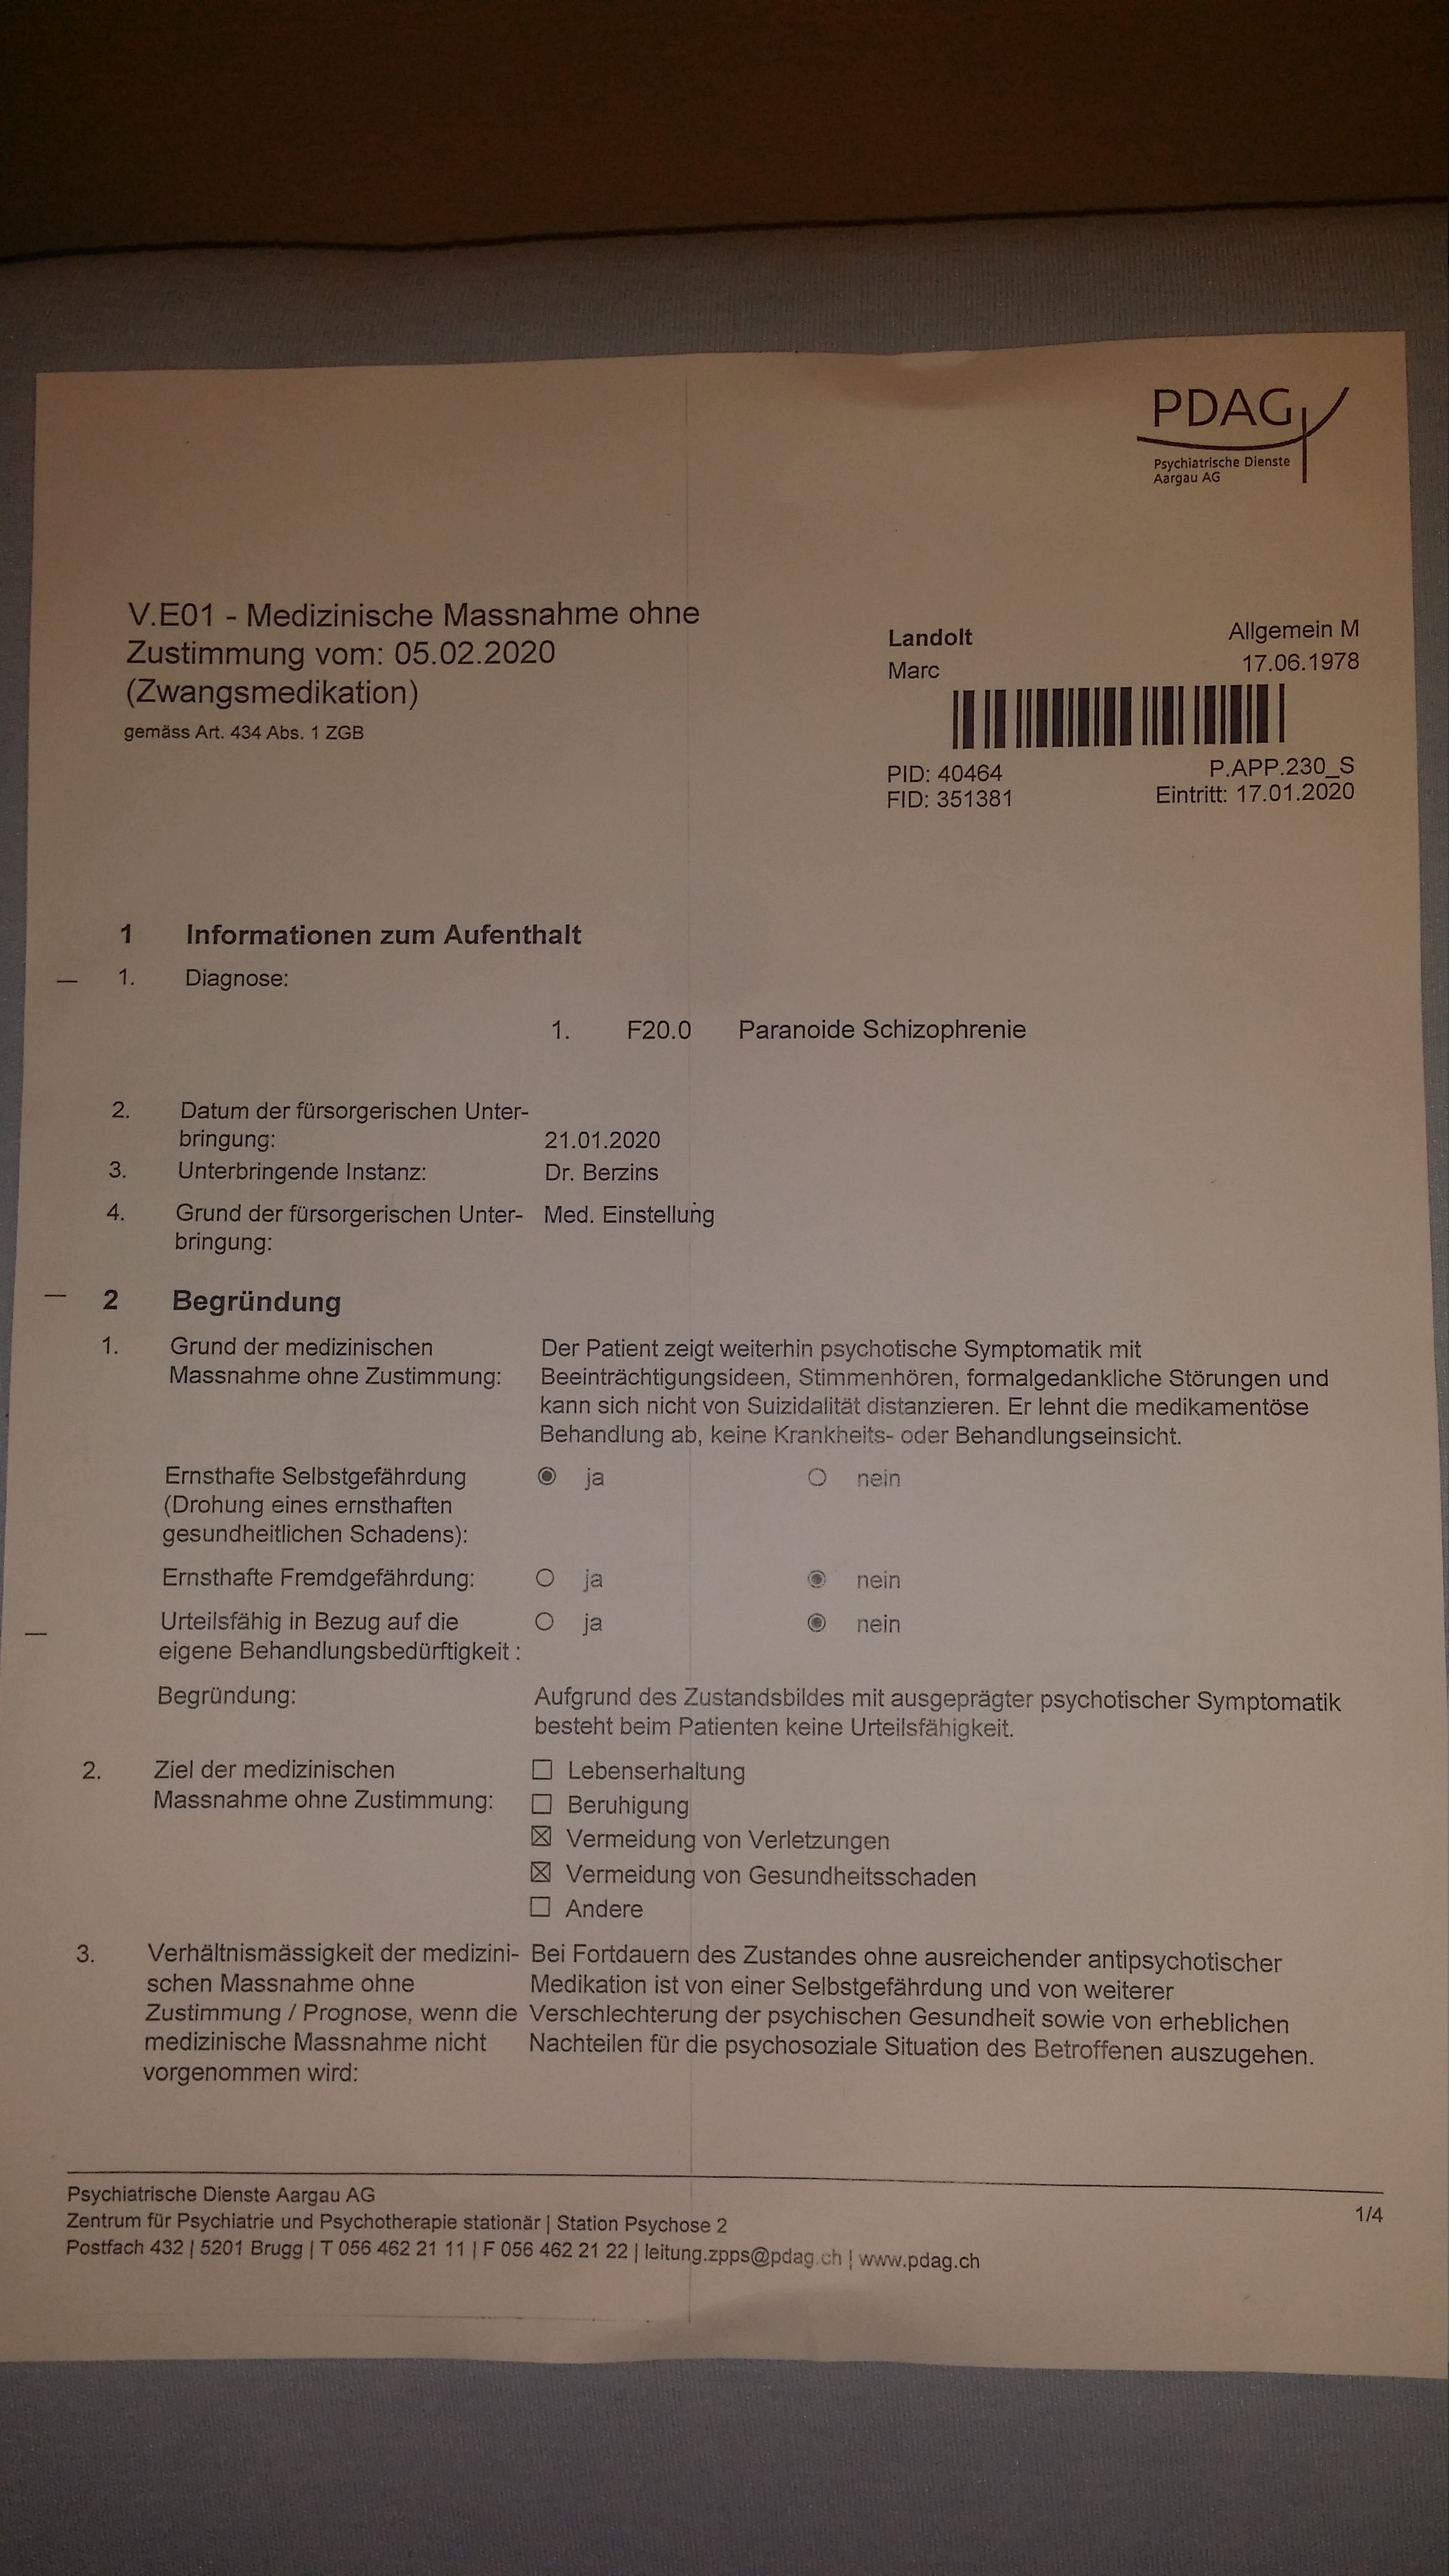 PDAG
Psychiatrische Dienste
Aargau AG
V.E01 - Medizinische Massnahme ohne
Zustimmung vom: 05.02.2020
(Zwangsmedikation)
gemäss Art. 434 Abs. 1 ZGB
Landolt Allgemein M
Marc 17.06.1978
PID: 40464 P.APP.230_S
FID: 351381 Eintritt: 17.01.2020
1 Informationen zum Aufenthalt
1. Diagnose:
1. F20.0 Paranoide Schizophrenie
2. Datum der fürsorgerischen Unter-
bringung: 21.01.2020
3. Unterbringende Instanz: Dr. Berzins
4. Grund der fürsorgerischen Unter- Med. Einstellung
bringung:
2 Begründung
1. Grund der medizinischen Der Patient zeigt weiterhin psychotische Symptomatik mit
Massnahme ohne Zustimmung: Beeinträchtigungsideen, Stimmenhören, formalgedankliche Störungen und
kann sich nicht von Suizidalität distanzieren. Er lehnt die medikamentöse
Behandlung ab, keine Krankheits- oder Behandlungseinsicht.
Ernsthafte Selbstgefährdung ja nein
(Drohung eines ernsthaften
gesundheitlichen Schadens):
Ernsthafte Fremdgefährdung: ja nein
Urteilsfähig in Bezug auf die ja nein
eigene Behandlungsbedürftigkeit :
Begründung: Aufgrund des Zustandsbildes mit ausgeprägter psychotischer Symptomatik
besteht beim Patienten keine Urteilsfähigkeit.
2. Ziel der medizinischen Lebenserhaltung
Massnahme ohne Zustimmung: Beruhigung
Vermeidung von Verletzungen
Vermeidung von Gesundheitsschaden
Andere
3. Verhältnismässigkeit der medizini- Bei Fortdauern des Zustandes ohne ausreichender antipsychotischer
schen Massnahme ohne Medikation ist von einer Selbstgefährdung und von weiterer
Zustimmung / Prognose, wenn die Verschlechterung der psychischen Gesundheit sowie von erheblichen
medizinische Massnahme nicht Nachteilen für die psychosoziale Situation des Betroffenen auszugehen.
vorgenommen wird:
Psychiatrische Dienste Aargau AG 1/4
Zentrum für Psychiatrie und Psychotherapie stationär | Station Psychose 2
Postfach 432 | 5201 Brugg | T 056 462 21 11 | F 056 462 21 22 | leitung.zpps@pdag.ch | www.pdag.ch